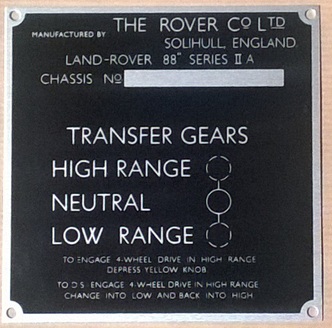 MANUFACTURED BY THE ROVER Co LTD
SOLIHULL, ENGLAND.
LAND-ROVER 88" SERIES II A
CHASSIS No
TRANSFER GEARS
HIGH RANGE
NEUTRAL
LOW RANGE
TO ENGAGE 4-WHEEL DRIVE IN HIGH RANGE
DEPRESS YELLOW KNOB
TO DIS-ENGAGE 4-WHEEL DRIVE IN HIGH RANGE
CHANGE INTO LOW AND BACK INTO HIGH